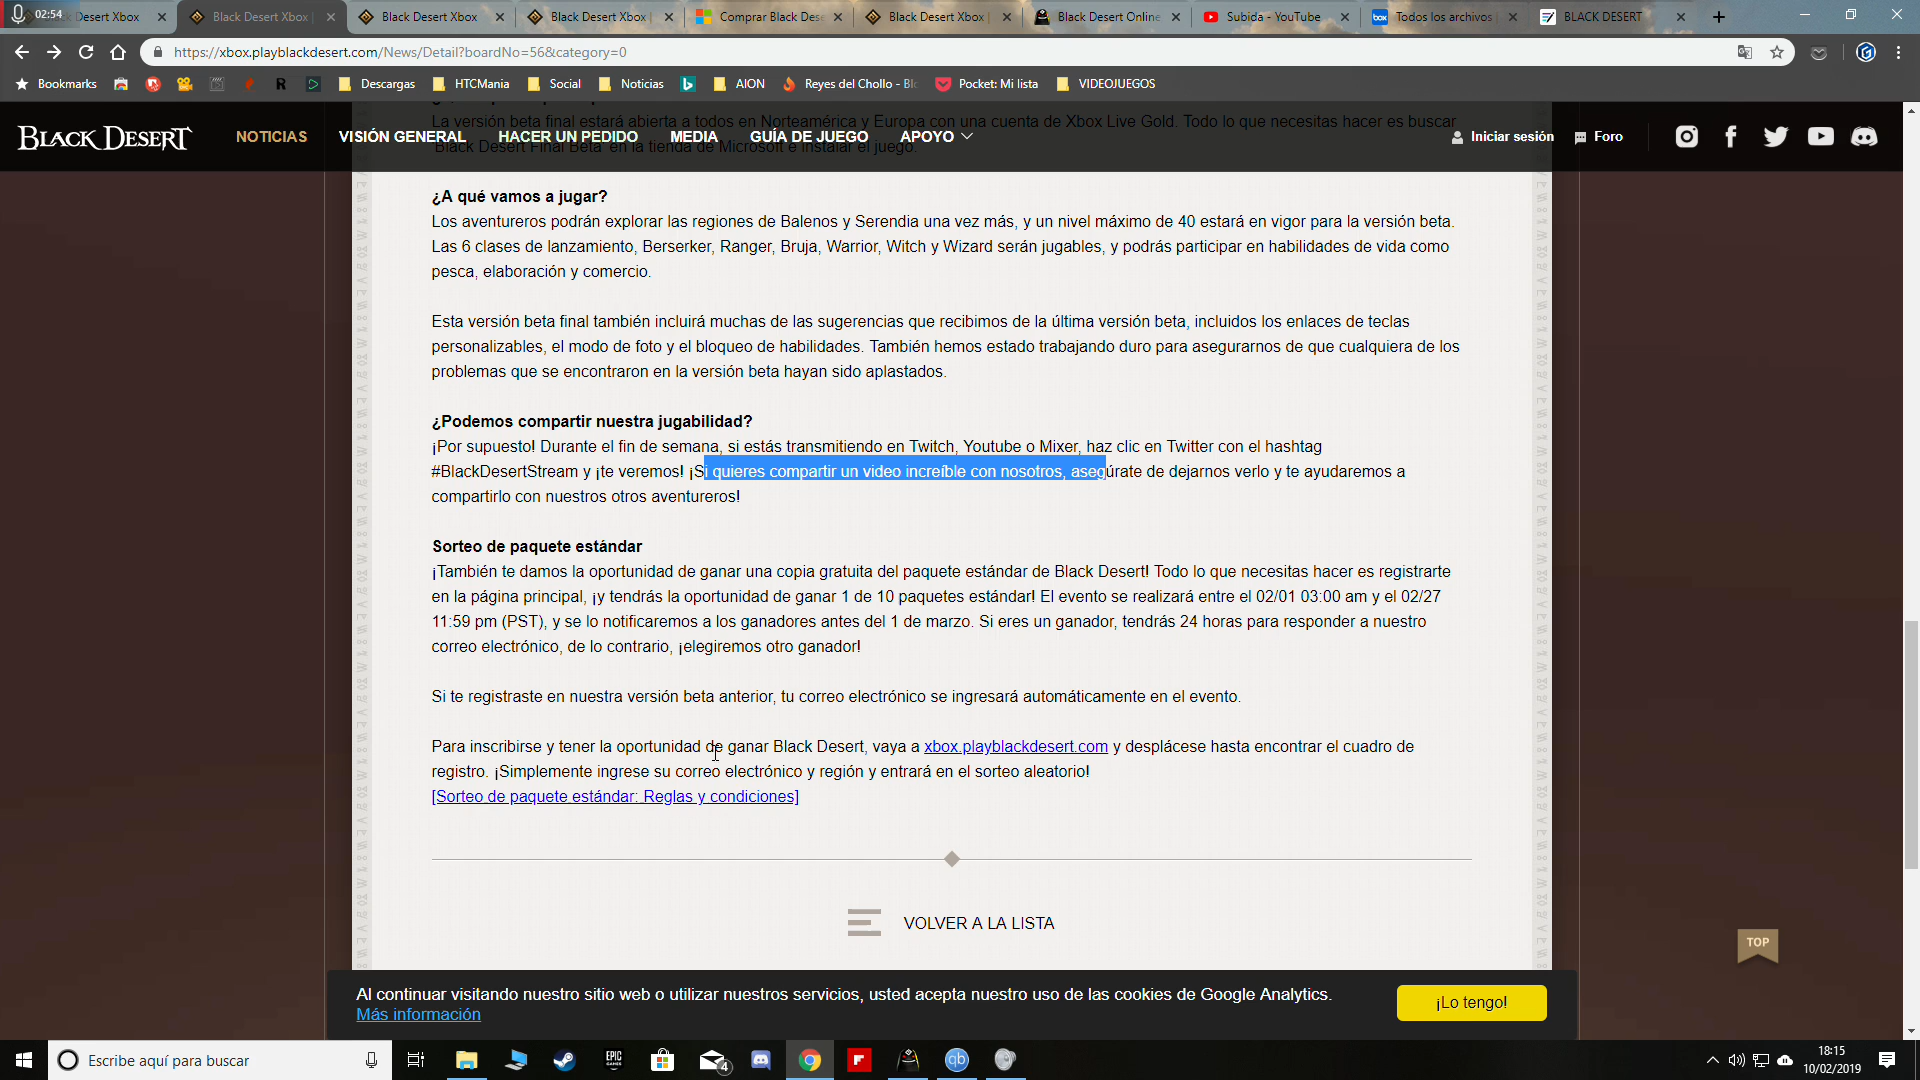 02:54
Desert Xbox
Black Desert Xbox |
Black Desert Xbox
Black Desert Xbox |
Comprar Black Dese
Black Desert Xbox |
Black Desert Online
Subida - YouTube
Todos los archivos
BLACK DESERT
https://xbox.playblackdesert.com/News/Detail?boardNo=56&category=0
Bookmarks
Descargas
HTCMania
Social
Noticias
AION
Reyes del Chollo - Bl
Pocket: Mi lista
VIDEOJUEGOS
La versión beta final estará abierta a todos en Norteamérica y Europa con una cuenta de Xbox Live Gold. Todo lo que necesitas hacer es buscar
BLACK DESERT
NOTICIAS
VISIÓN GENERAL
HACER UN PEDIDO
MEDIA
GUÍA DE JUEGO
APOYO
Iniciar sesión
Foro
"Black Desert Final Beta" en la tienda de Microsoft e instalar el juego.
¿A qué vamos a jugar?
Los aventureros podrán explorar las regiones de Balenos y Serendia una vez más, y un nivel máximo de 40 estará en vigor para la versión beta.
Las 6 clases de lanzamiento, Berserker, Ranger, Bruja, Warrior, Witch y Wizard serán jugables, y podrás participar en habilidades de vida como
pesca, elaboración y comercio.
Esta versión beta final también incluirá muchas de las sugerencias que recibimos de la última versión beta, incluidos los enlaces de teclas
personalizables, el modo de foto y el bloqueo de habilidades. También hemos estado trabajando duro para asegurarnos de que cualquiera de los
problemas que se encontraron en la versión beta hayan sido aplastados.
¿Podemos compartir nuestra jugabilidad?
¡Por supuesto! Durante el fin de semana, si estás transmitiendo en Twitch, Youtube o Mixer, haz clic en Twitter con el hashtag
#BlackDesertStream y ¡te veremos! ¡Si quieres compartir un video increíble con nosotros, asegúrate de dejarnos verlo y te ayudaremos a
compartirlo con nuestros otros aventureros!
Sorteo de paquete estándar
¡También te damos la oportunidad de ganar una copia gratuita del paquete estándar de Black Desert! Todo lo que necesitas hacer es registrarte
en la página principal, ¡y tendrás la oportunidad de ganar 1 de 10 paquetes estándar! El evento se realizará entre el 02/01 03:00 am y el 02/27
11:59 pm (PST), y se lo notificaremos a los ganadores antes del 1 de marzo. Si eres un ganador, tendrás 24 horas para responder a nuestro
correo electrónico, de lo contrario, ¡elegiremos otro ganador!
Si te registraste en nuestra versión beta anterior, tu correo electrónico se ingresará automáticamente en el evento.
Para inscribirse y tener la oportunidad de ganar Black Desert, vaya a xbox.playblackdesert.com y desplácese hasta encontrar el cuadro de
registro. ¡Simplemente ingrese su correo electrónico y región y entrará en el sorteo aleatorio!
[Sorteo de paquete estándar: Reglas y condiciones]
VOLVER A LA LISTA
TOP
Al continuar visitando nuestro sitio web o utilizar nuestros servicios, usted acepta nuestro uso de las cookies de Google Analytics.
Más información
¡Lo tengo!
Escribe aquí para buscar
EPIC GAMES
4
qb
18:15
10/02/2019